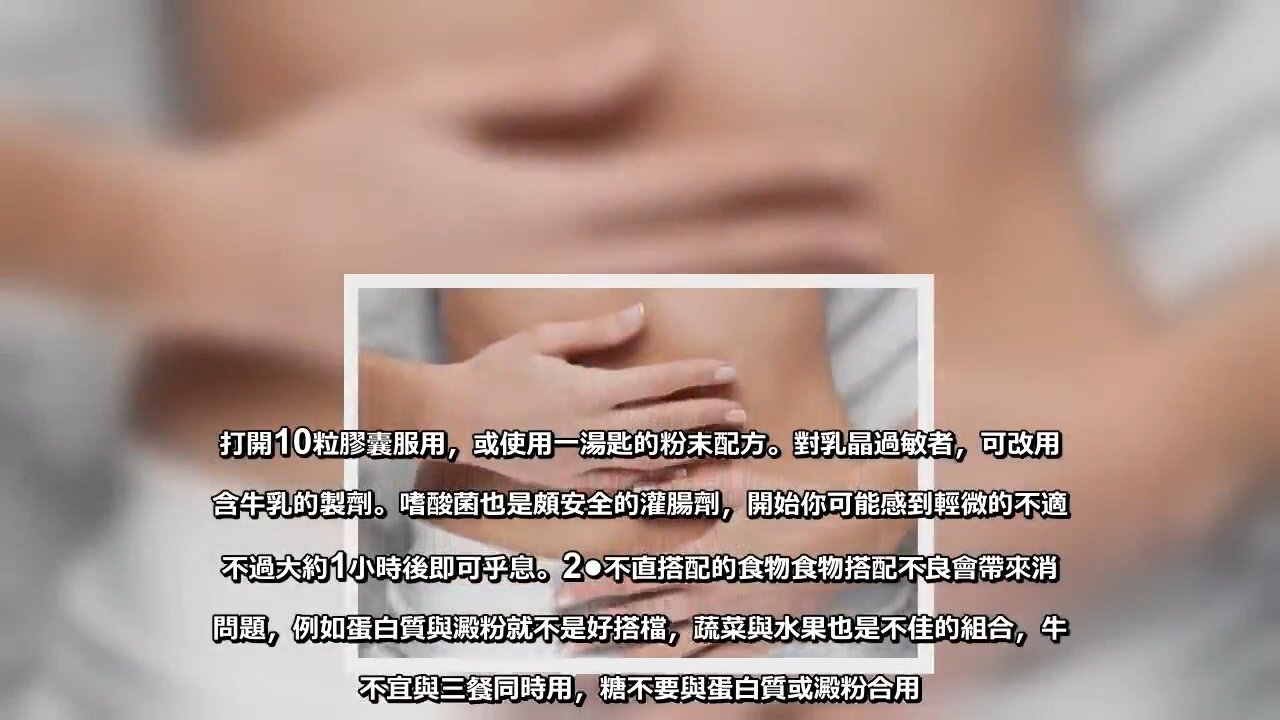 打開10粒膠囊服用，或使用一湯匙的粉末配方。對乳晶過敏者，可改用
含牛乳的製劑。嗜酸菌也是頗安全的灌腸劑，開始你可能感到輕微的不適
不過大約1小時後即可乎息。2●不直搭配的食物食物搭配不良會帶來消
問題，例如蛋白質與澱粉就不是好搭檔，蔬菜與水果也是不佳的組合，牛
不宜與三餐同時用，糖不要與蛋白質或澱粉合用